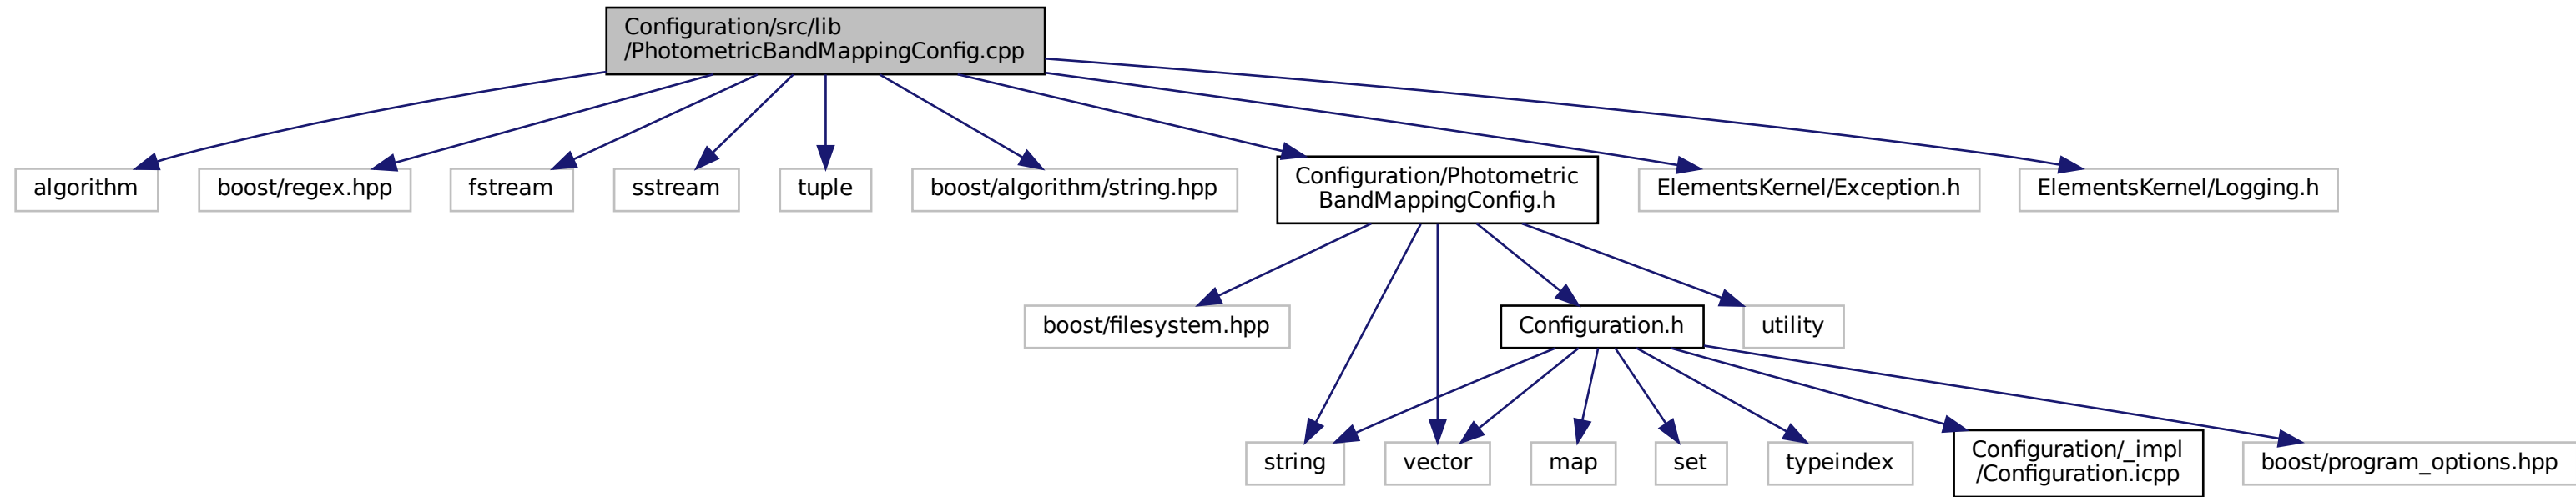 Configuration/src/lib
/PhotometricBandMappingConfig.cpp
algorithm
boost/regex.hpp
fstream
sstream
tuple
boost/algorithm/string.hpp
Configuration/Photometric
BandMappingConfig.h
ElementsKernel/Exception.h
ElementsKernel/Logging.h
boost/filesystem.hpp
Configuration.h
utility
string
vector
map
set
typeindex
Configuration/_impl
/Configuration.icpp
boost/program_options.hpp